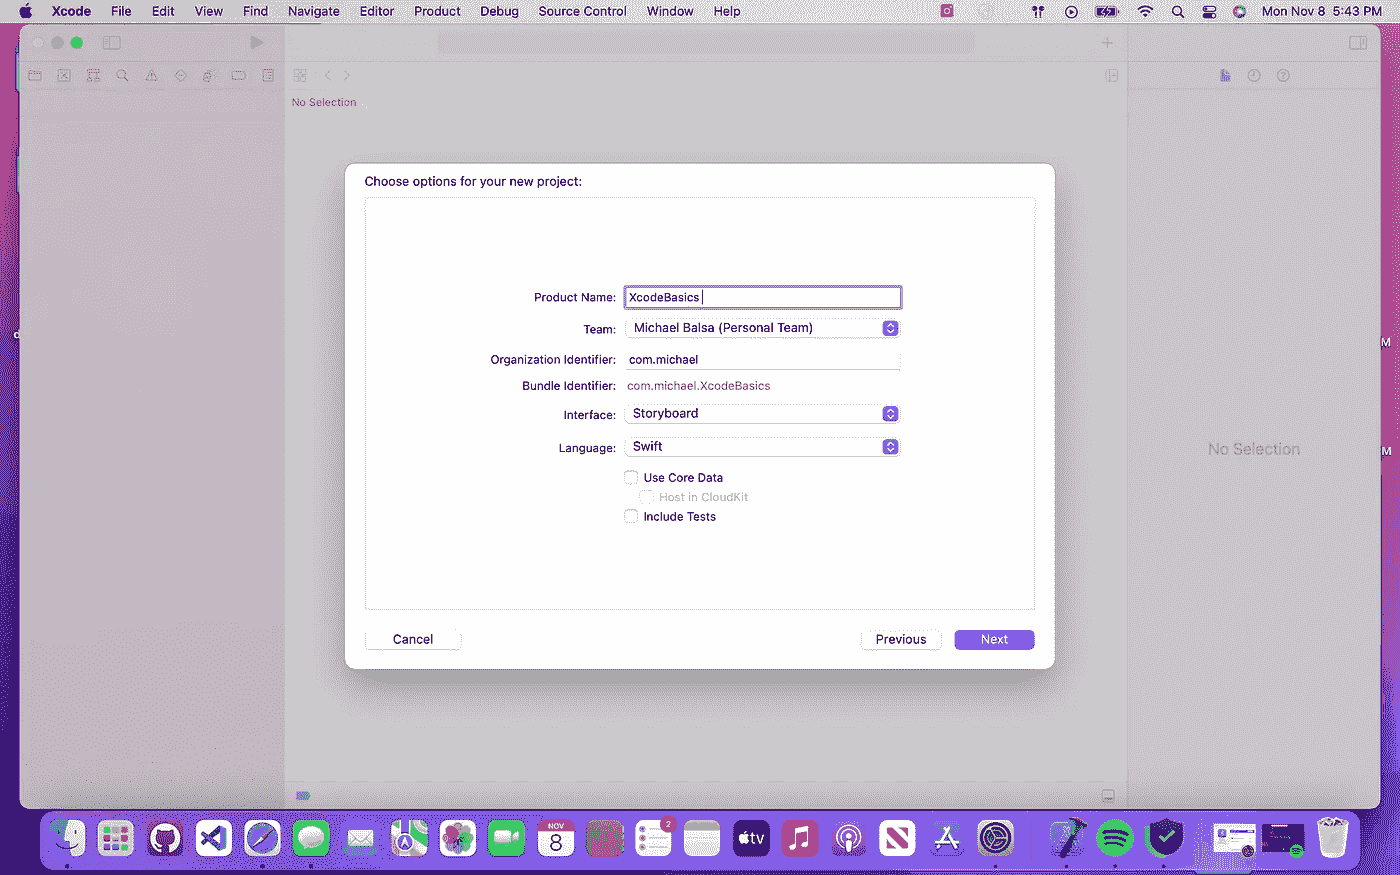 Xcode File Edit View Find Navigate Editor Product Debug Source Control Window Help Mon Nov 8 5:43 PM
No Selection
Choose options for your new project:
Product Name: XcodeBasics
Team: Michael Balsa (Personal Team)
Organization Identifier: com.michael
Bundle Identifier: com.michael.XcodeBasics
Interface: Storyboard
No Selection
Language: Swift
Use Core Data
Host in CloudKit
Include Tests
Cancel Previous Next
NOV
8
2
tv